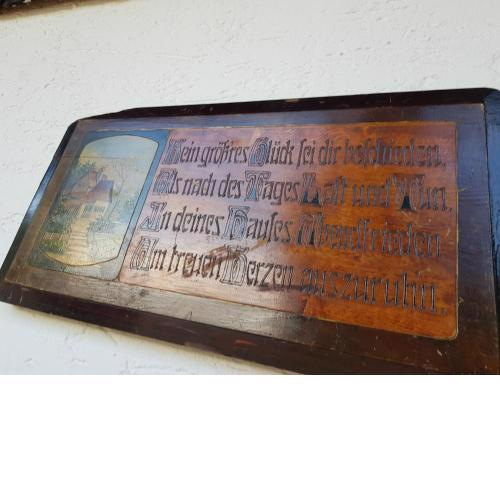 Kein größres Glück sei dir beschieden,
Als nach des Tages Last und Tun,
In deines Hauses Abendfrieden
Am treuen Herzen auszuruhn.